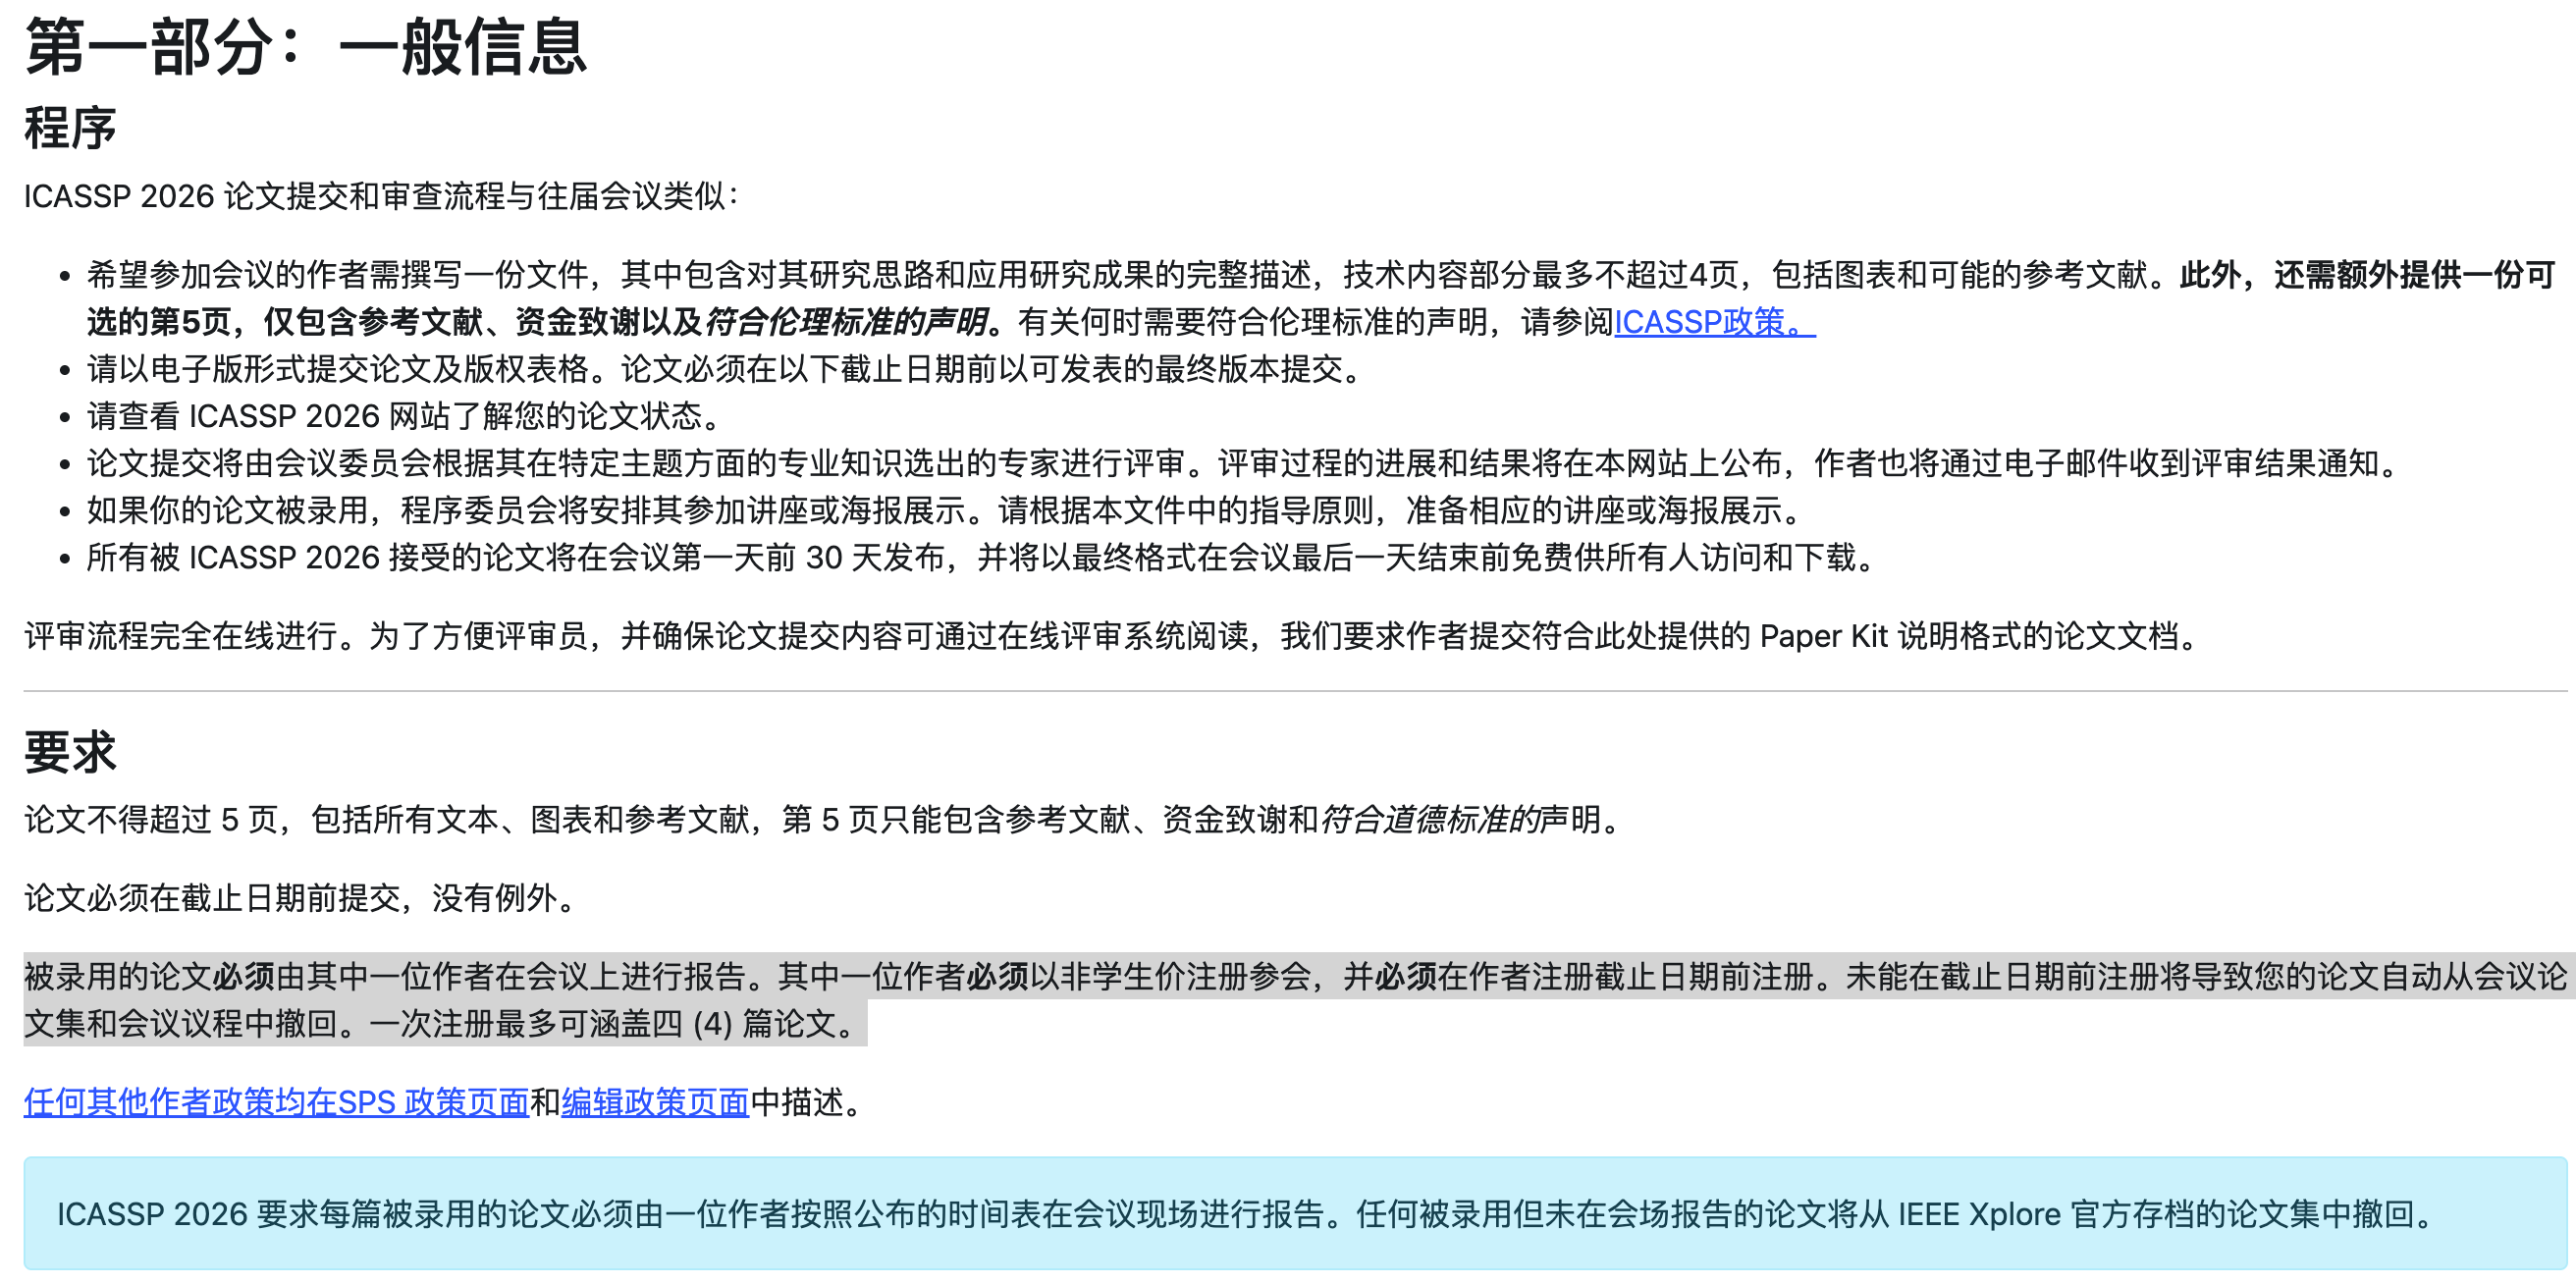 第一部分：一般信息
程序
ICASSP 2026 论文提交和审查流程与往届会议类似：
• 希望参加会议的作者需撰写一份文件，其中包含对其研究思路和应用研究成果的完整描述，技术内容部分最多不超过4页，包括图表和可能的参考文献。此外，还需额外提供一份可
选的第5页，仅包含参考文献、资金致谢以及符合伦理标准的声明。有关何时需要符合伦理标准的声明，请参阅ICASSP政策。
• 请以电子版形式提交论文及版权表格。论文必须在以下截止日期前以可发表的最终版本提交。
• 请查看 ICASSP 2026 网站了解您的论文状态。
• 论文提交将由会议委员会根据其在特定主题方面的专业知识选出的专家进行评审。评审过程的进展和结果将在本网站上公布，作者也将通过电子邮件收到评审结果通知。
• 如果你的论文被录用，程序委员会将安排其参加讲座或海报展示。请根据本文件中的指导原则，准备相应的讲座或海报展示。
• 所有被 ICASSP 2026 接受的论文将在会议第一天前 30 天发布，并将以最终格式在会议最后一天结束前免费供所有人访问和下载。
评审流程完全在线进行。为了方便评审员，并确保论文提交内容可通过在线评审系统阅读，我们要求作者提交符合此处提供的 Paper Kit 说明格式的论文文档。
要求
论文不得超过 5 页，包括所有文本、图表和参考文献，第 5 页只能包含参考文献、资金致谢和符合道德标准的声明。
论文必须在截止日期前提交，没有例外。
被录用的论文必须由其中一位作者在会议上进行报告。其中一位作者必须以非学生价注册参会，并必须在作者注册截止日期前注册。未能在截止日期前注册将导致您的论文自动从会议论
文集和会议议程中撤回。一次注册最多可涵盖四 (4) 篇论文。
任何其他作者政策均在SPS 政策页面和编辑政策页面中描述。
ICASSP 2026 要求每篇被录用的论文必须由一位作者按照公布的时间表在会议现场进行报告。任何被录用但未在会场报告的论文将从 IEEE Xplore 官方存档的论文集中撤回。